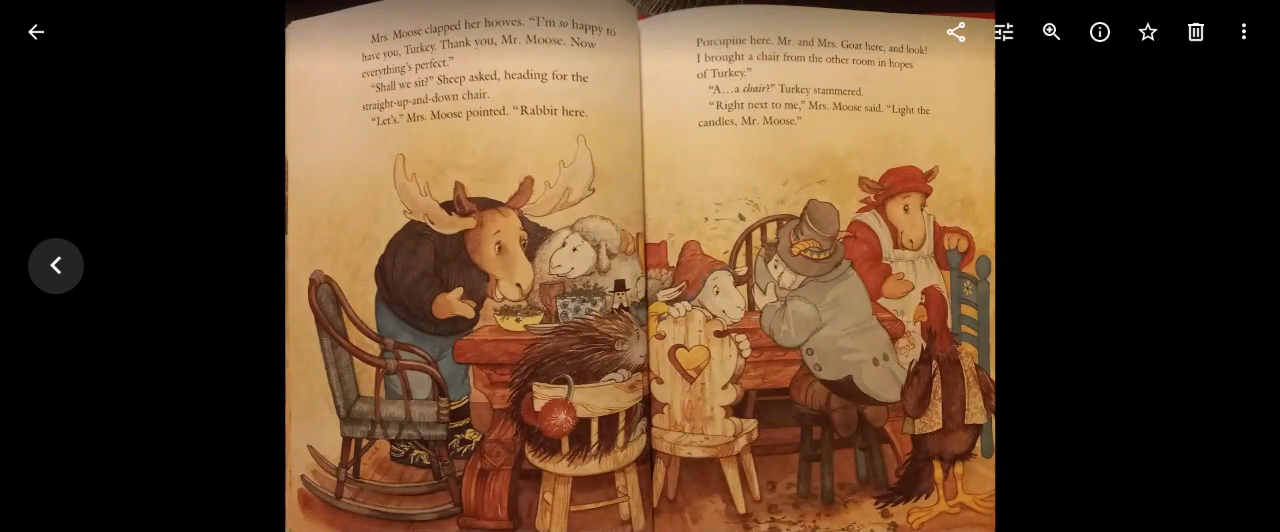 Mrs. Moose clapped her hooves. “I’m so happy to
have you, Turkey. Thank you, Mr. Moose. Now
everything’s perfect.”
“Shall we sit?” Sheep asked, heading for the
straight-up-and-down chair.
“Let’s.” Mrs. Moose pointed. “Rabbit here.
Porcupine here. Mr. and Mrs. Goat here, and look!
I brought a chair from the other room in hopes
of Turkey.”
“A…a chair?” Turkey stammered.
“Right next to me,” Mrs. Moose said. “Light the
candles, Mr. Moose.”